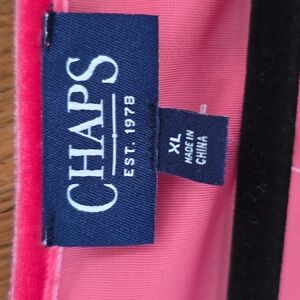 CHAPS
EST. 1978
XL
MADE IN
CHINA